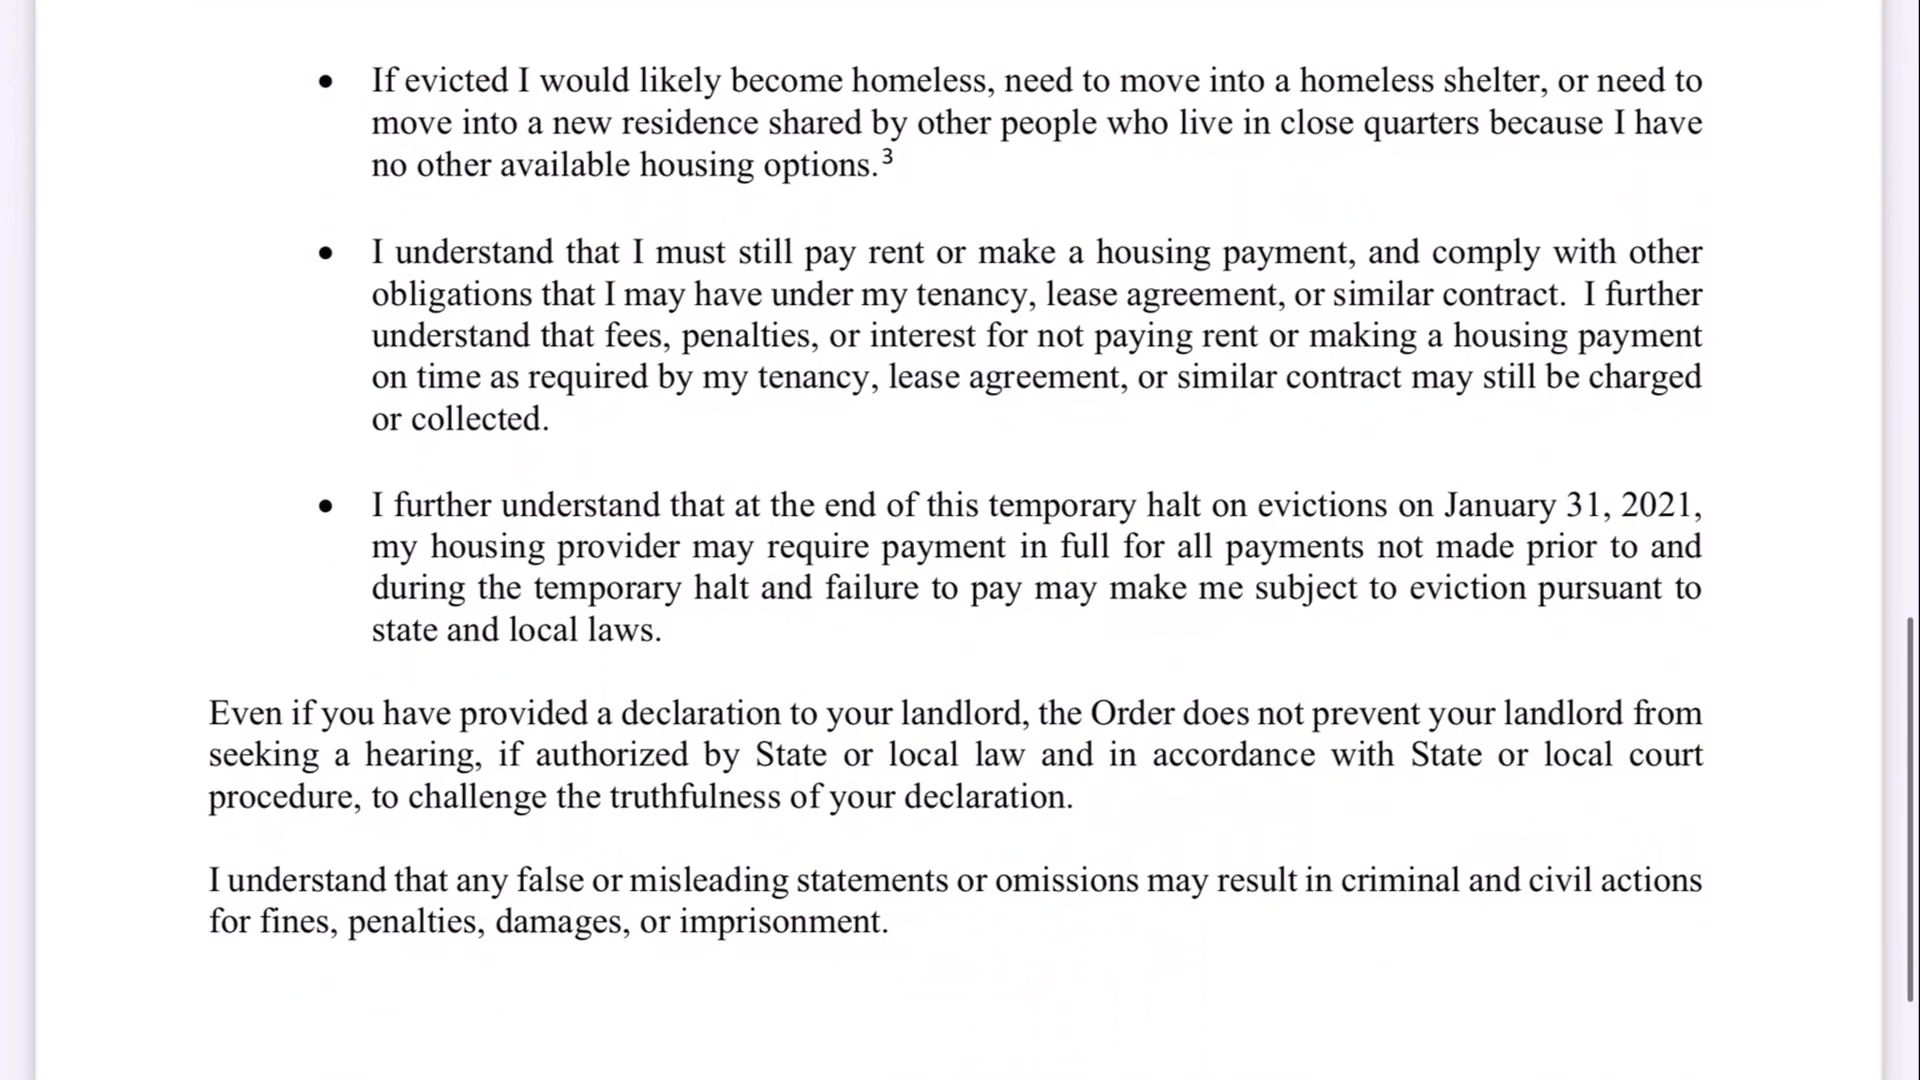 • If evicted I would likely become homeless, need to move into a homeless shelter, or need to
move into a new residence shared by other people who live in close quarters because I have
no other available housing options.3
• I understand that I must still pay rent or make a housing payment, and comply with other
obligations that I may have under my tenancy, lease agreement, or similar contract.  I further
understand that fees, penalties, or interest for not paying rent or making a housing payment
on time as required by my tenancy, lease agreement, or similar contract may still be charged
or collected.
• I further understand that at the end of this temporary halt on evictions on January 31, 2021,
my housing provider may require payment in full for all payments not made prior to and
during the temporary halt and failure to pay may make me subject to eviction pursuant to
state and local laws.
Even if you have provided a declaration to your landlord, the Order does not prevent your landlord from
seeking a hearing, if authorized by State or local law and in accordance with State or local court
procedure, to challenge the truthfulness of your declaration.
I understand that any false or misleading statements or omissions may result in criminal and civil actions
for fines, penalties, damages, or imprisonment.